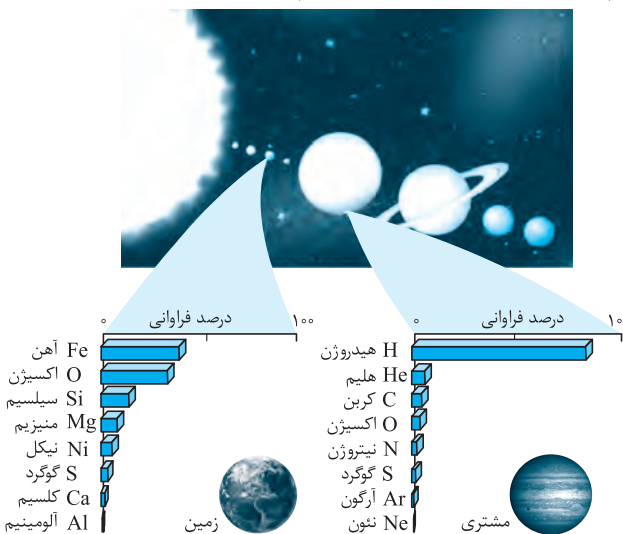 درصد فراوانی
۰ ۱۰
H هیدروژن
He هلیم
C کربن
O اکسیژن
N نیتروژن
S گوگرد
Ar آرگون
Ne نئون
مشتری
درصد فراوانی
۰ ۱۰۰
Fe آهن
O اکسیژن
Si سیلسیم
Mg منیزیم
Ni نیکل
S گوگرد
Ca کلسیم
Al آلومینیم
زمین